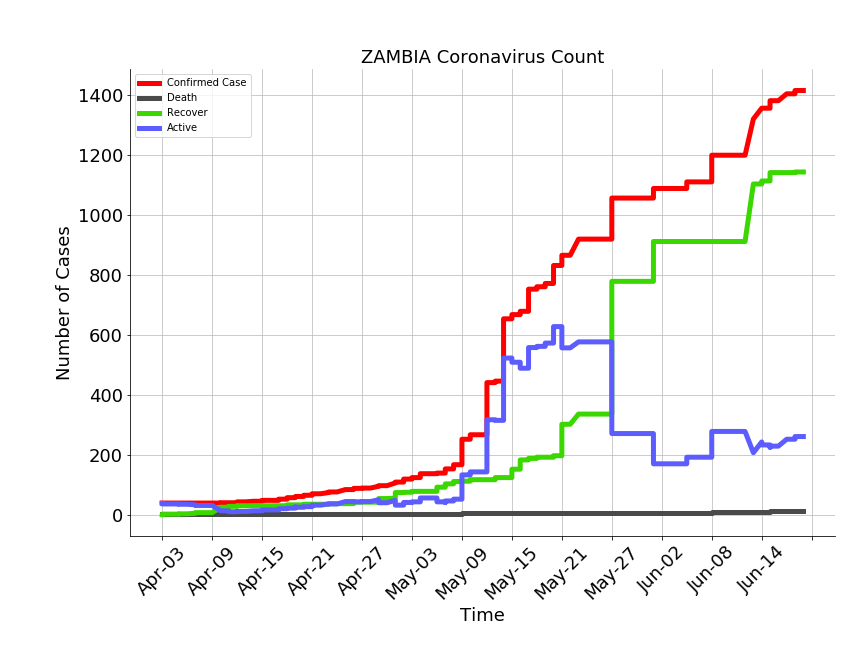 ZAMBIA Coronavirus Count
Confirmed Case
Death
Recover
Active
1400
1200
1000
800
600
400
200
0
Number of Cases
Apr-03
Apr-09
Apr-15
Apr-21
Apr-27
May-03
May-09
May-15
May-21
May-27
Jun-02
Jun-08
Jun-14
Time